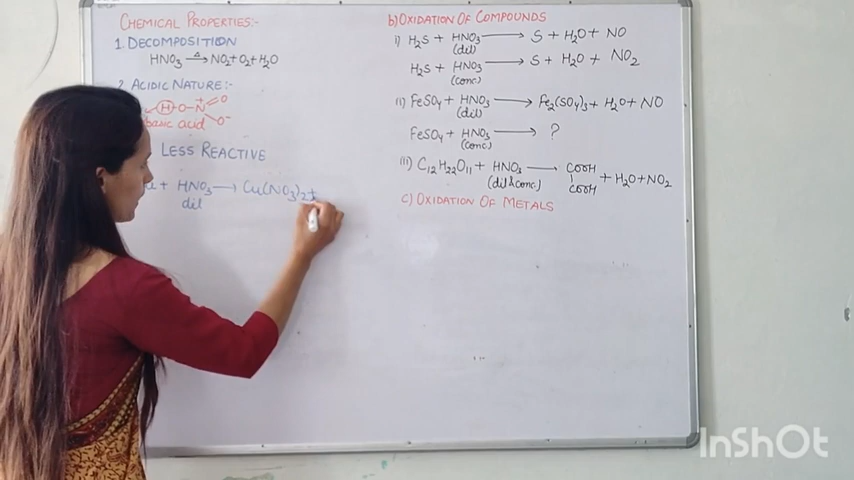 CHEMICAL PROPERTIES:-
1. DECOMPOSITION
HNO₃ —Δ→ NO₂ + O₂ + H₂O
2. ACIDIC NATURE:-
H-O-N⁺ O
O⁻
basic acid
LESS REACTIVE
+ HNO₃ → Cu(NO₃)₂ +
dil
b) OXIDATION OF COMPOUNDS
i) H₂S + HNO₃ → S + H₂O + NO
(dil)
H₂S + HNO₃ → S + H₂O + NO₂
(conc)
(ii) FeSO₄ + HNO₃ → Fe₂(SO₄)₃ + H₂O + NO
(dil)
FeSO₄ + HNO₃ → ?
(conc)
(ii) C₁₂H₂₂O₁₁ + HNO₃ → COOH + H₂O + NO₂
(dil & conc) COOH
c) OXIDATION OF METALS
InShOt